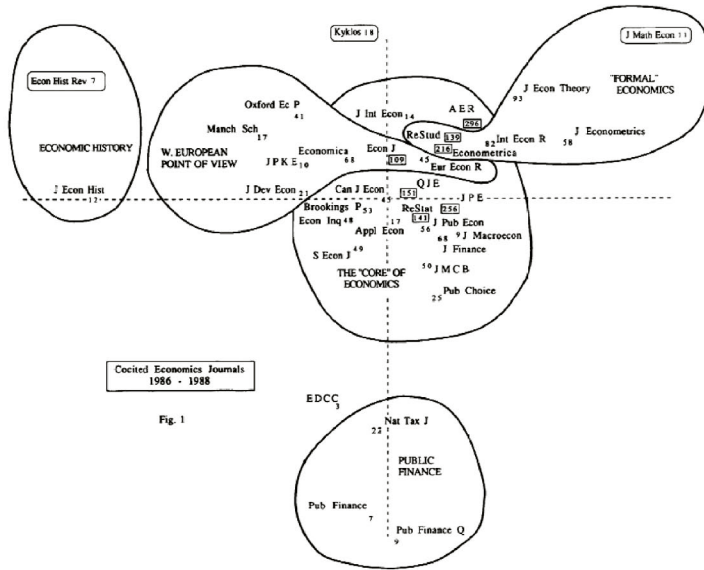 Kyklos 18
J Math Econ 11
Econ Hist Rev 7
J Econ Theory
93
"FORMAL"
ECONOMICS
Oxford Ec P
41
J Int Econ 14
AER
296
Manch Sch
17
ReStud 139
Int Econ R
82
J Econometrics
58
ECONOMIC HISTORY
W. EUROPEAN
POINT OF VIEW
Economica
68
Econ J
109
216
Econometrica
JPKE 10
45
Eur Econ R
QJE
151
J Econ Hist
12
J Dev Econ 21
Can J Econ
45
JPE
256
Brookings P 53
ReStat
141
Econ Inq 48
17
Appl Econ
56
J Pub Econ
68
9 J Macroecon
J Finance
S Econ J 49
50 JMCB
THE "CORE" OF
ECONOMICS
25 Pub Choice
Cocited Economics Journals
1986 - 1988
Fig. 1
EDCC 3
Nat Tax J
22
PUBLIC
FINANCE
Pub Finance
7
Pub Finance Q
9